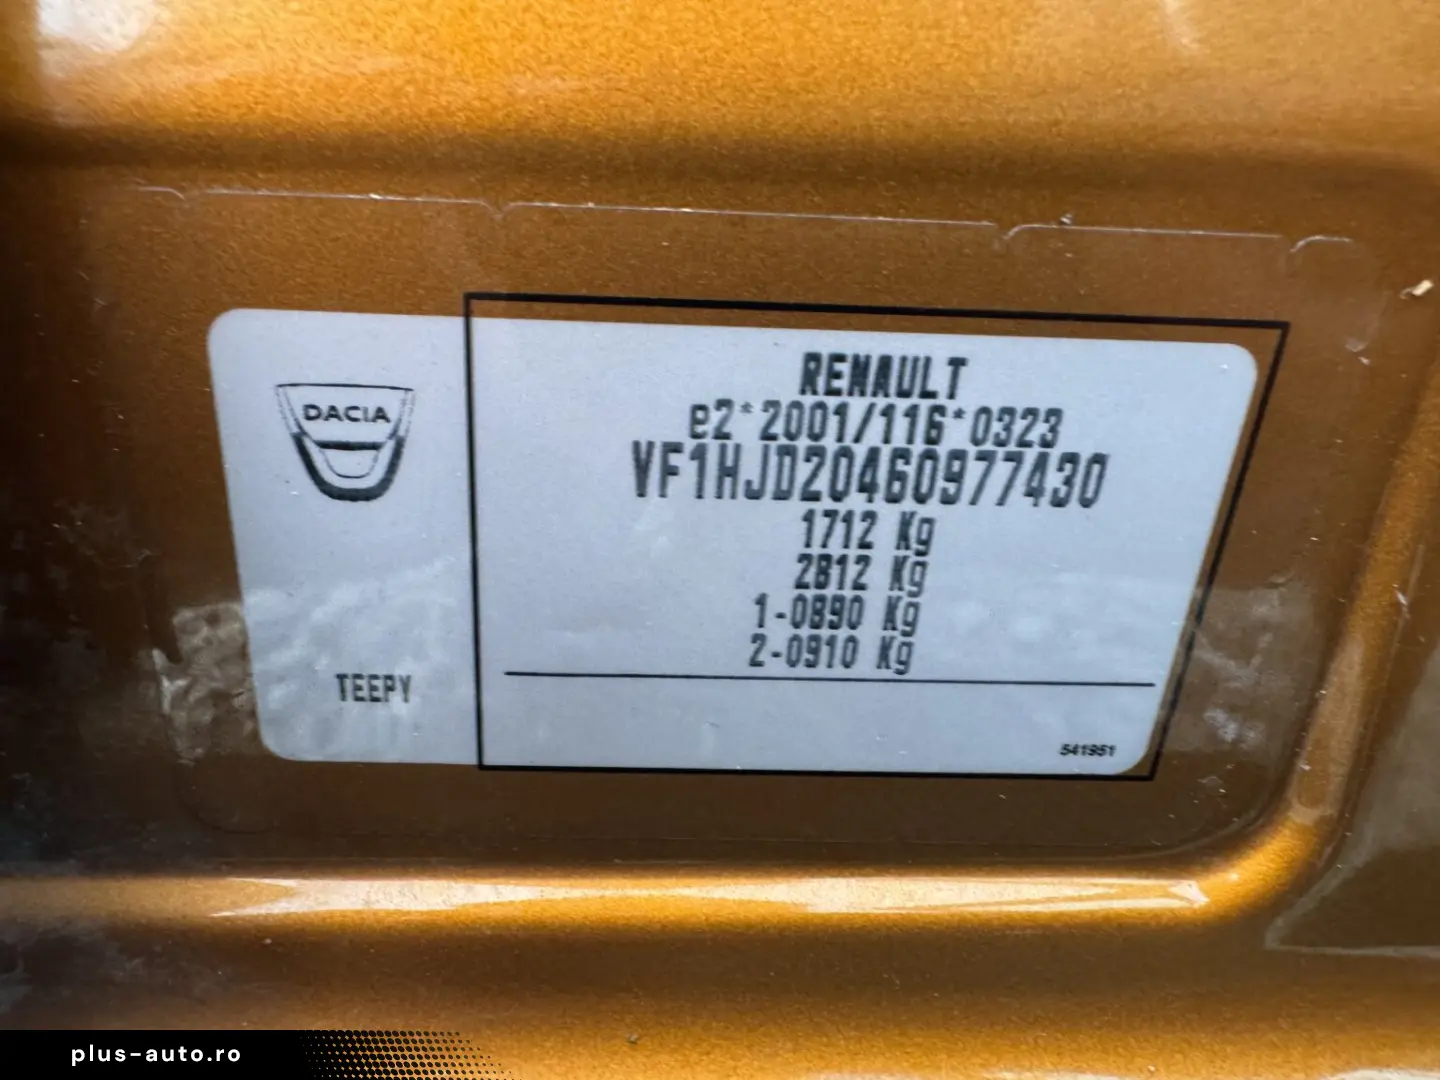 DACIA
RENAULT
e2*2001/116*0323
VF1HJD20460977430
1712 Kg
2812 Kg
1-0890 Kg
2-0910 Kg
TEEPY
541951
plus-auto.ro